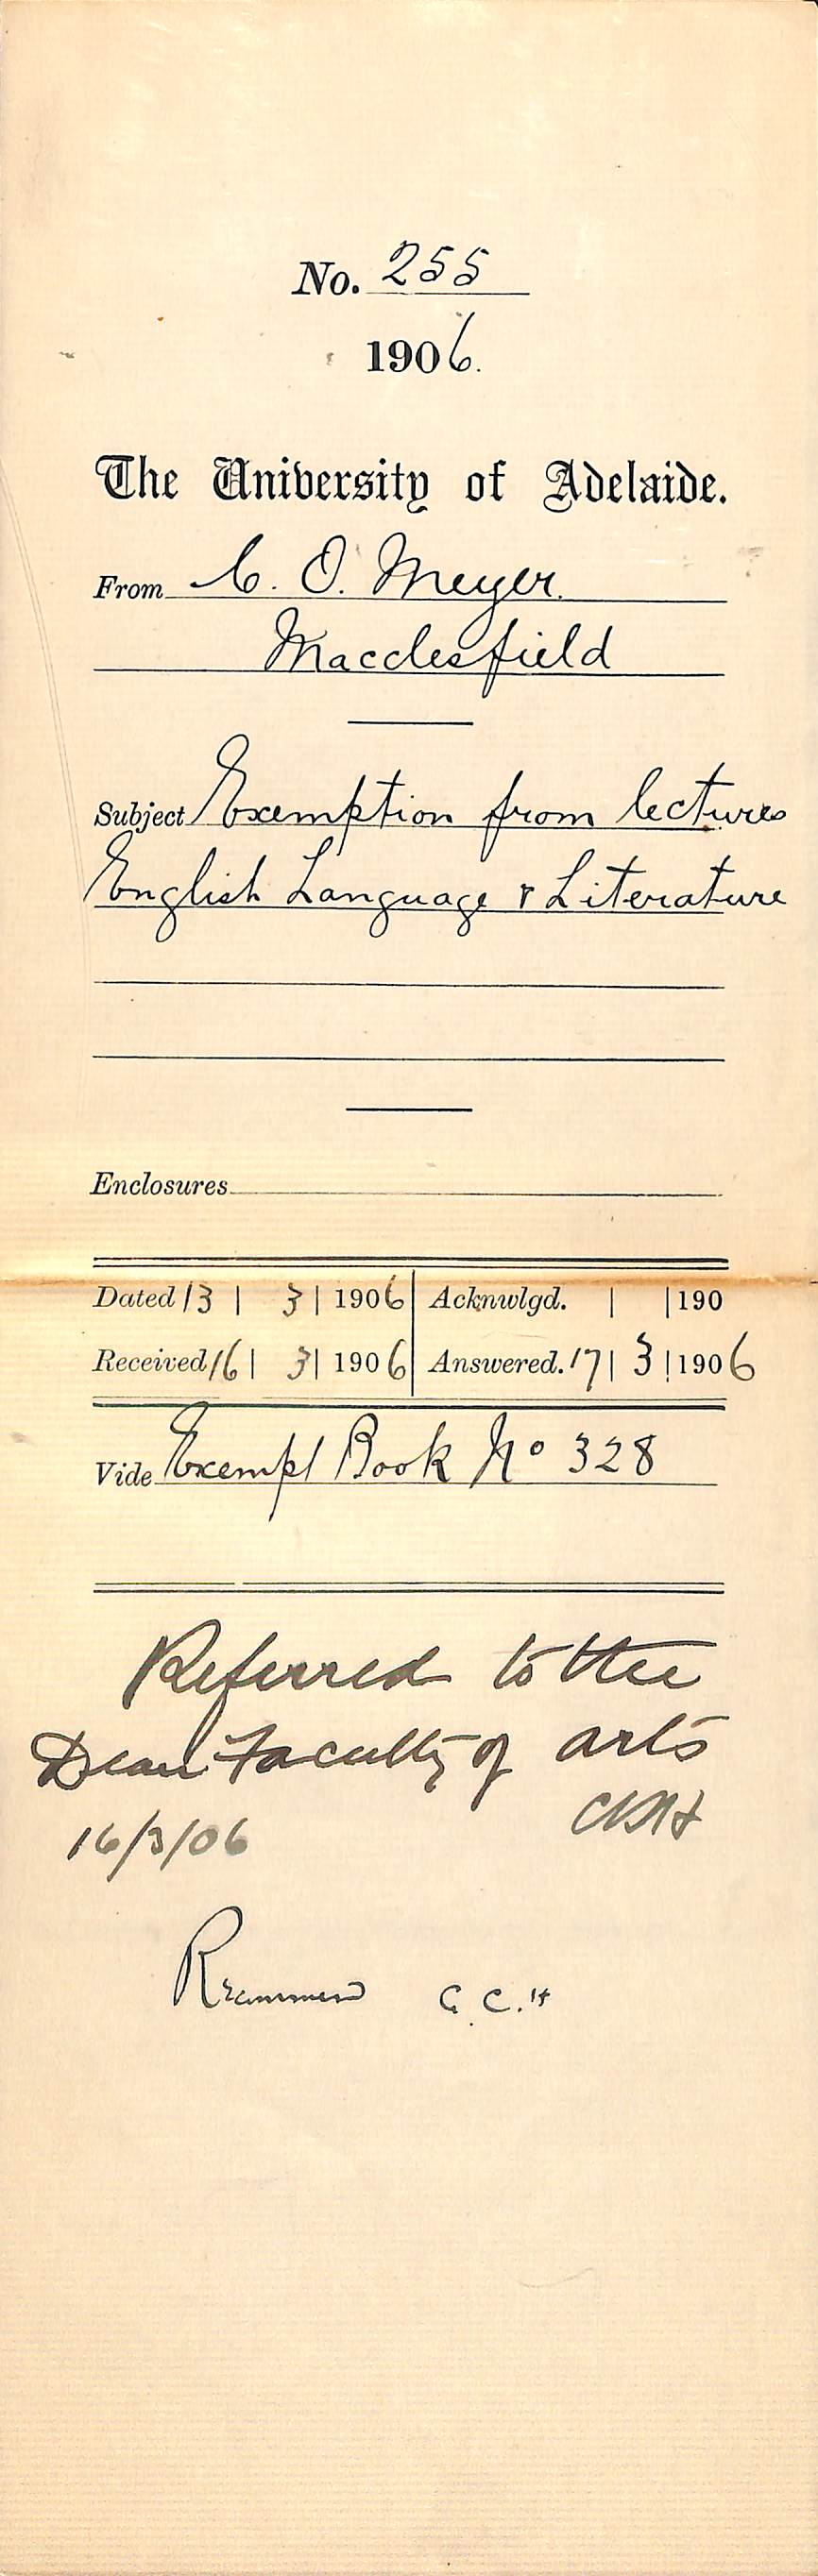 No. 255
1906.
The University of Adelaide.
From C. O. Meyer.
Macclesfield
Subject Exemption from lectures
English Language & Literature
Enclosures
Dated 13 | 3 | 1906 Acknwlgd. | | 190
Received 16 | 3 | 1906 Answered. 17 | 3 | 1906
Vide Exempt Book No 328
Referred to the
Dean Faculty of Arts
16/3/06
G. C. H